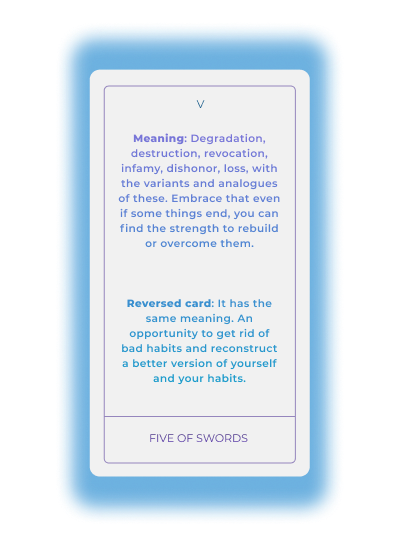 V
Meaning: Degradation,
destruction, revocation,
infamy, dishonor, loss, with
the variants and analogues
of these. Embrace that even
if some things end, you can
find the strength to rebuild
or overcome them.
Reversed card: It has the
same meaning. An
opportunity to get rid of
bad habits and reconstruct
a better version of yourself
and your habits.
FIVE OF SWORDS